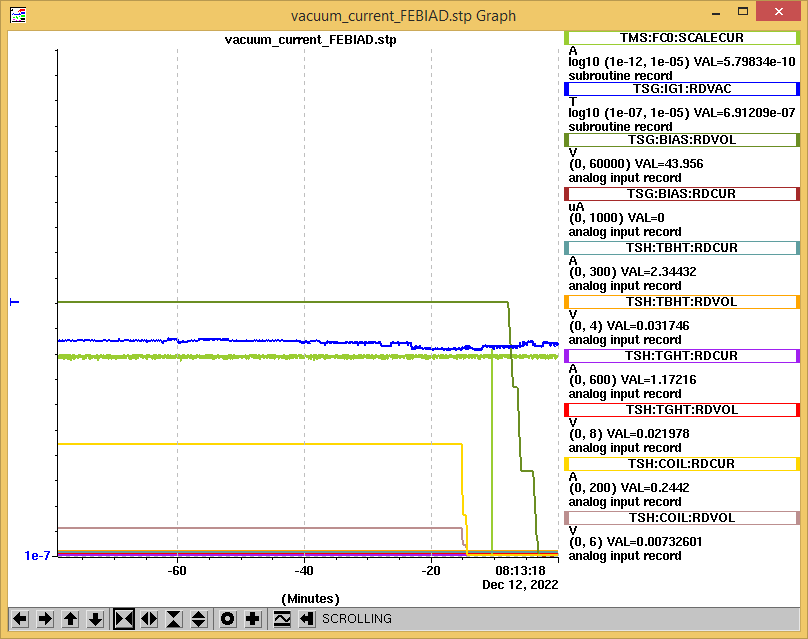 vacuum_current_FEBIAD.stp Graph
vacuum_current_FEBIAD.stp
T
1e-7
-60
-40
-20
08:13:18
Dec 12, 2022
(Minutes)
TMS:FC0:SCALECUR
A
log10 (1e-12, 1e-05) VAL=5.79834e-10
subroutine record
TSG:IG1:RDVAC
T
log10 (1e-07, 1e-05) VAL=6.91209e-07
subroutine record
TSG:BIAS:RDVOL
V
(0, 60000) VAL=43.956
analog input record
TSG:BIAS:RDCUR
uA
(0, 1000) VAL=0
analog input record
TSH:TBHT:RDCUR
A
(0, 300) VAL=2.34432
analog input record
TSH:TBHT:RDVOL
V
(0, 4) VAL=0.031746
analog input record
TSH:TGHT:RDCUR
A
(0, 600) VAL=1.17216
analog input record
TSH:TGHT:RDVOL
V
(0, 8) VAL=0.021978
analog input record
TSH:COIL:RDCUR
A
(0, 200) VAL=0.2442
analog input record
TSH:COIL:RDVOL
V
(0, 6) VAL=0.00732601
analog input record
SCROLLING